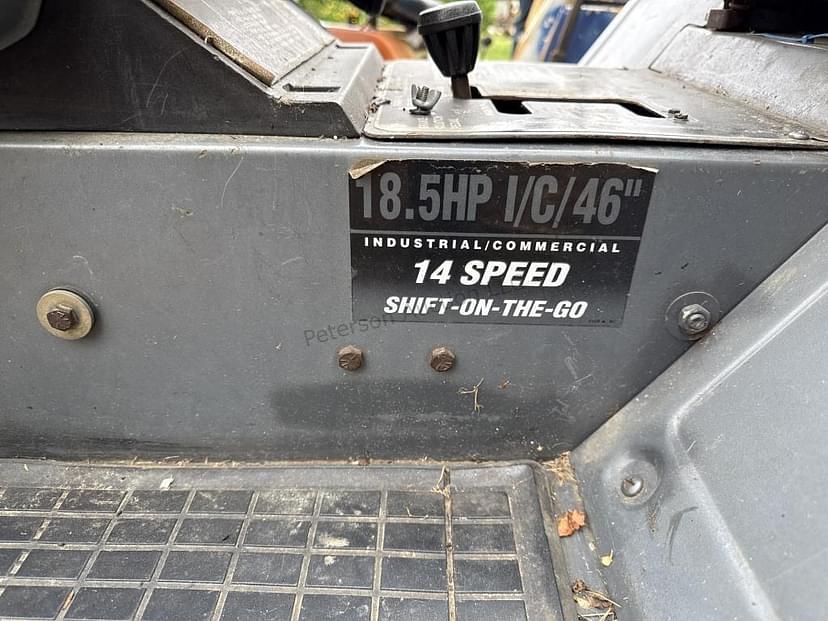 18.5HP I/C/46"
INDUSTRIAL/COMMERCIAL
14 SPEED
SHIFT-ON-THE-GO
Peterson